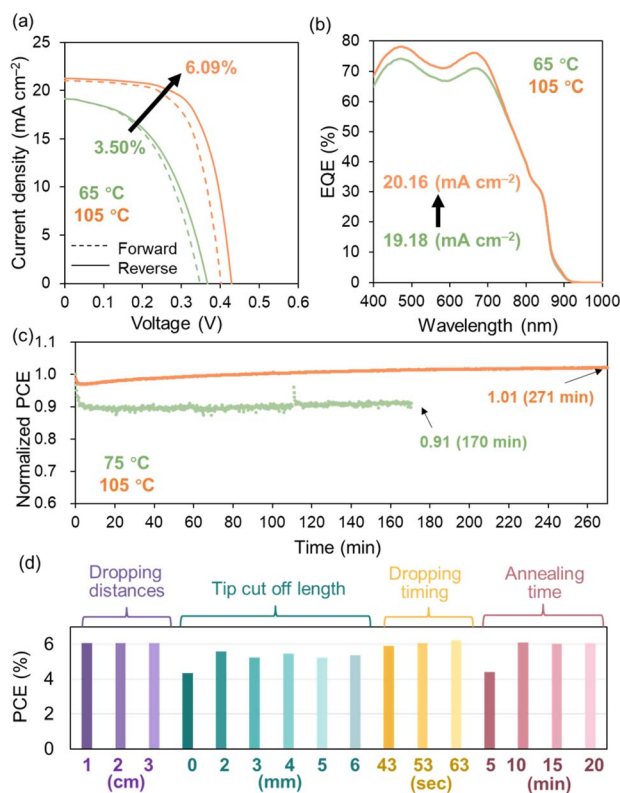 (a)
25
20
15
10
5
0
Current density (mA cm⁻²)
6.09%
3.50%
65 °C
105 °C
Forward
Reverse
0 0.1 0.2 0.3 0.4 0.5 0.6
Voltage (V)
(b)
80
70
60
50
40
30
20
10
0
EQE (%)
65 °C
105 °C
20.16 (mA cm⁻²)
19.18 (mA cm⁻²)
400 500 600 700 800 900 1000
Wavelength (nm)
(c)
1.1
1.0
0.9
0.8
0.7
0.6
Normalized PCE
1.01 (271 min)
0.91 (170 min)
75 °C
105 °C
0 20 40 60 80 100 120 140 160 180 200 220 240 260
Time (min)
(d)
Dropping
distances
Tip cut off length
Dropping
timing
Annealing
time
6
4
2
0
PCE (%)
1 2 3
(cm)
0 2 3 4 5 6
(mm)
43 53 63
(sec)
5 10 15 20
(min)